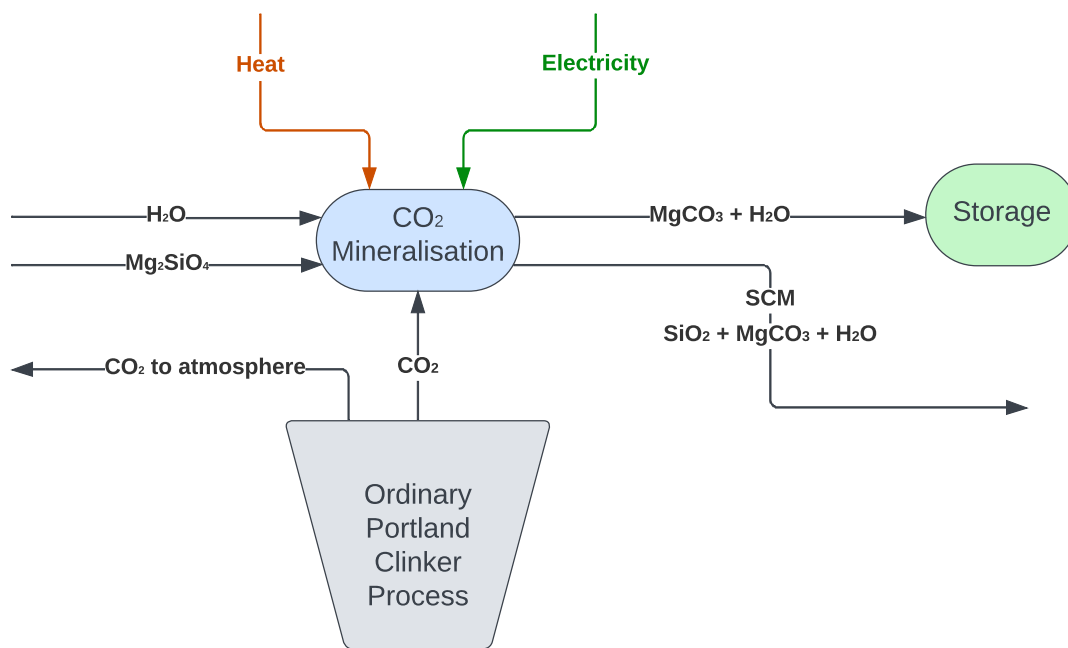 Heat
Electricity
H₂O
Mg₂SiO₄
CO₂
Mineralisation
MgCO₃ + H₂O
Storage
SCM
SiO₂ + MgCO₃ + H₂O
CO₂ to atmosphere
CO₂
Ordinary
Portland
Clinker
Process